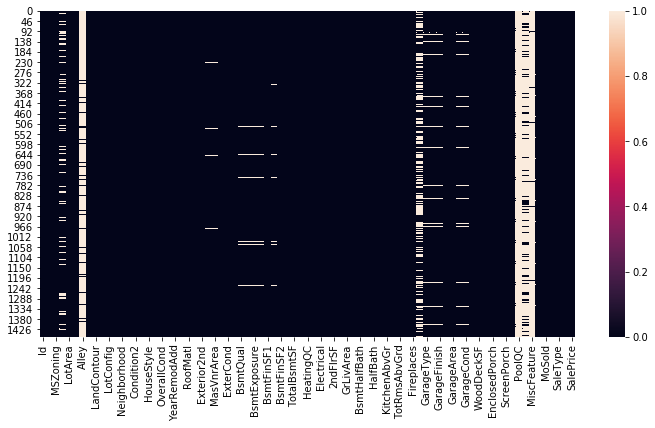 0
46
92
138
184
230
276
322
368
414
460
506
552
598
644
690
736
782
828
874
920
966
1012
1058
1104
1150
1196
1242
1288
1334
1380
1426
1.0
0.8
0.6
0.4
0.2
0.0
Id
MSZoning
LotArea
Alley
LandContour
LotConfig
Neighborhood
Condition2
HouseStyle
OverallCond
YearRemodAdd
RoofMatl
Exterior2nd
MasVnrArea
ExterCond
BsmtQual
BsmtExposure
BsmtFinSF1
BsmtFinSF2
TotalBsmtSF
HeatingQC
Electrical
2ndFlrSF
GrLivArea
BsmtHalfBath
HalfBath
KitchenAbvGr
TotRmsAbvGrd
Fireplaces
GarageType
GarageFinish
GarageArea
GarageCond
WoodDeckSF
EnclosedPorch
ScreenPorch
PoolQC
MiscFeature
MoSold
SaleType
SalePrice